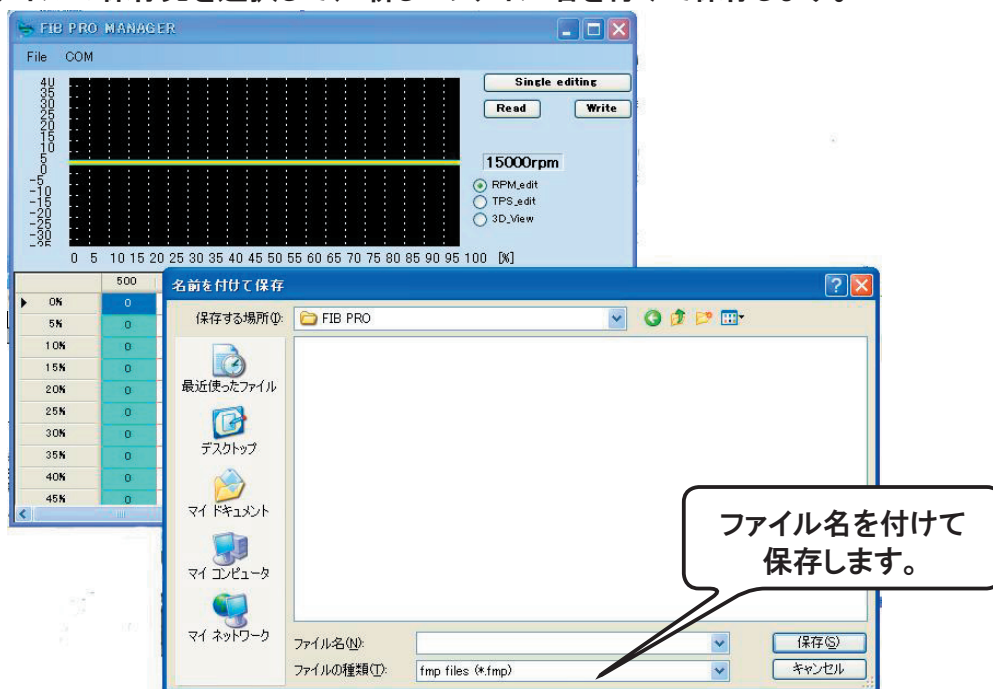 FIB PRO MANAGER
File COM
40
35
30
25
20
15
10
5
0
-5
-10
-15
-20
-25
-30
-35
0 5 10 15 20 25 30 35 40 45 50 55 60 65 70 75 80 85 90 95 100 [%]
Single editing
Read Write
15000rpm
RPM_edit
TPS_edit
3D_View
500
0% 0
5% 0
10% 0
15% 0
20% 0
25% 0
30% 0
35% 0
40% 0
45% 0
名前を付けて保存
保存する場所(I): FIB PRO
最近使ったファイル
デスクトップ
マイ ドキュメント
マイ コンピュータ
マイ ネットワーク
ファイル名(N): 保存(S)
ファイルの種類(T): fmp files (*.fmp) キャンセル
ファイル名を付けて
保存します。